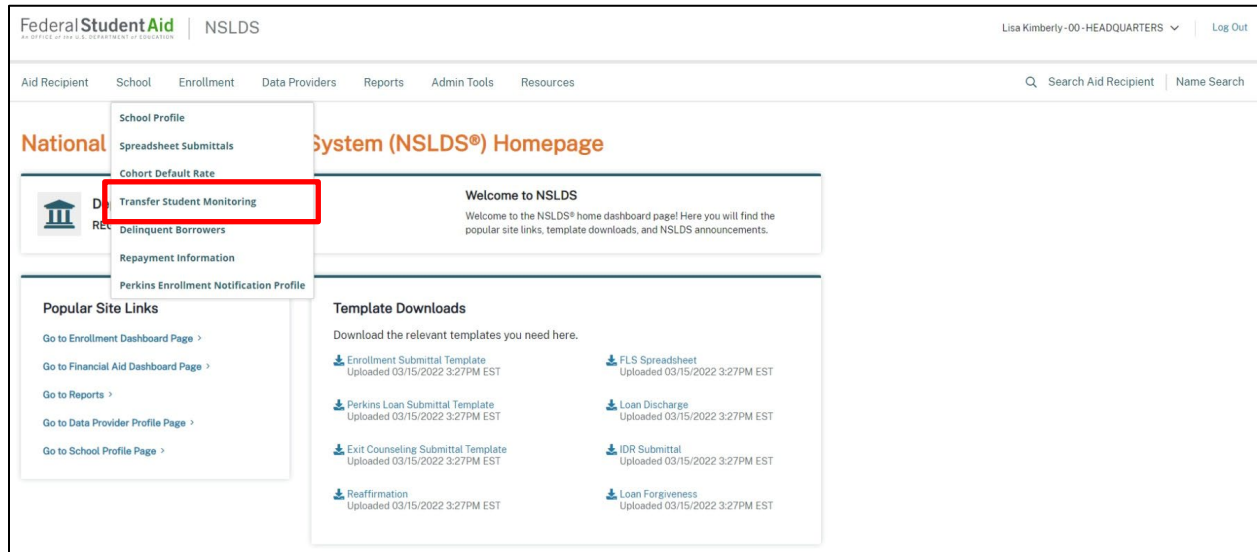 Federal Student Aid | NSLDS
An OFFICE of the U.S. DEPARTMENT of EDUCATION
Lisa Kimberly-00-HEADQUARTERS
Log Out
Aid Recipient School Enrollment Data Providers Reports Admin Tools Resources
Search Aid Recipient Name Search
School Profile
Spreadsheet Submittals
Cohort Default Rate
Transfer Student Monitoring
Delinquent Borrowers
Repayment Information
Perkins Enrollment Notification Profile
National System (NSLDS®) Homepage
Welcome to NSLDS
Welcome to the NSLDS® home dashboard page! Here you will find the
popular site links, template downloads, and NSLDS announcements.
Popular Site Links
Go to Enrollment Dashboard Page >
Go to Financial Aid Dashboard Page >
Go to Reports >
Go to Data Provider Profile Page >
Go to School Profile Page >
Template Downloads
Download the relevant templates you need here.
Enrollment Submittal Template
Uploaded 03/15/2022 3:27PM EST
Perkins Loan Submittal Template
Uploaded 03/15/2022 3:27PM EST
Exit Counseling Submittal Template
Uploaded 03/15/2022 3:27PM EST
Reaffirmation
Uploaded 03/15/2022 3:27PM EST
FLS Spreadsheet
Uploaded 03/15/2022 3:27PM EST
Loan Discharge
Uploaded 03/15/2022 3:27PM EST
IDR Submittal
Uploaded 03/15/2022 3:27PM EST
Loan Forgiveness
Uploaded 03/15/2022 3:27PM EST